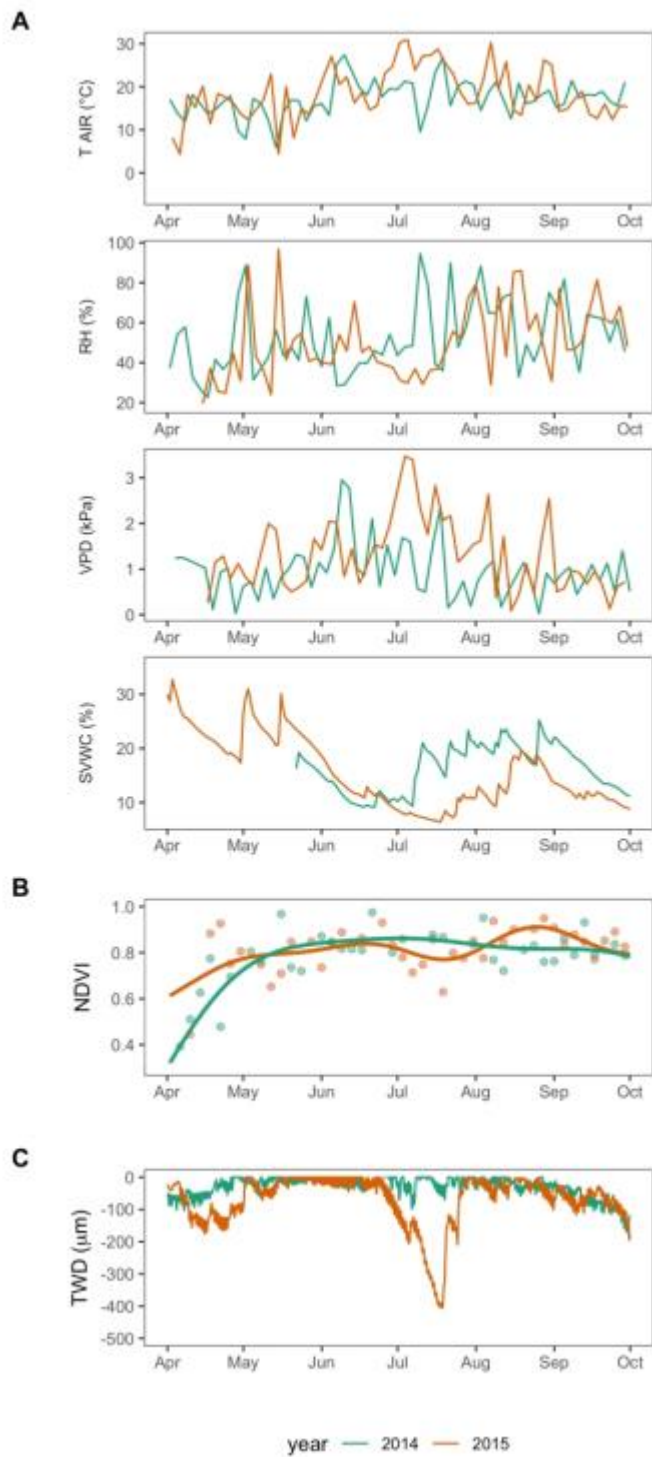 A
T AIR (°C)
30
20
10
0
Apr May Jun Jul Aug Sep Oct
RH (%)
100
80
60
40
20
Apr May Jun Jul Aug Sep Oct
VPD (kPa)
3
2
1
0
Apr May Jun Jul Aug Sep Oct
SVWC (%)
30
20
10
Apr May Jun Jul Aug Sep Oct
B
NDVI
1.0
0.8
0.6
0.4
Apr May Jun Jul Aug Sep Oct
C
TWD (μm)
0
-100
-200
-300
-400
-500
Apr May Jun Jul Aug Sep Oct
year 2014 2015